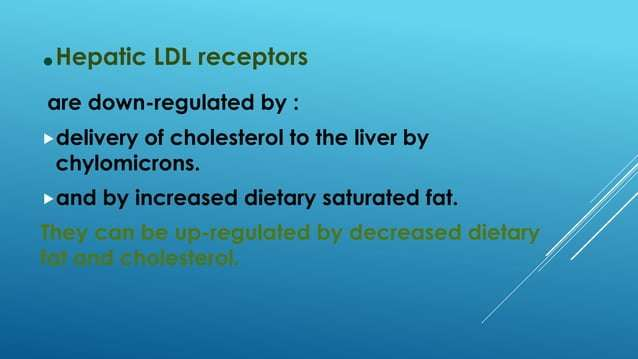 .Hepatic LDL receptors
are down-regulated by :
delivery of cholesterol to the liver by
chylomicrons.
and by increased dietary saturated fat.
They can be up-regulated by decreased dietary
fat and cholesterol.